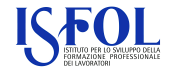 ISFOL
ISTITUTO PER LO SVILUPPO DELLA
FORMAZIONE PROFESSIONALE
DEI LAVORATORI